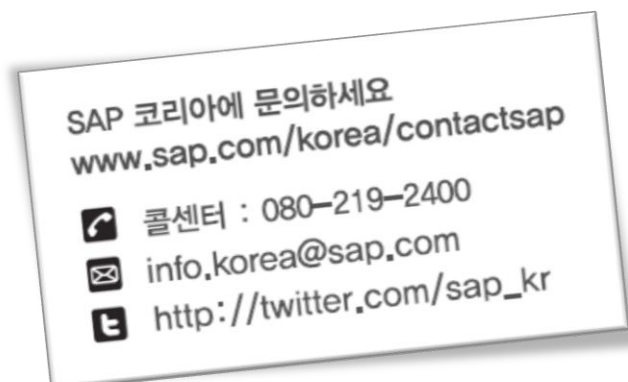 SAP 코리아에 문의하세요
www.sap.com/korea/contactsap
콜센터 : 080-219-2400
info.korea@sap.com
http://twitter.com/sap_kr